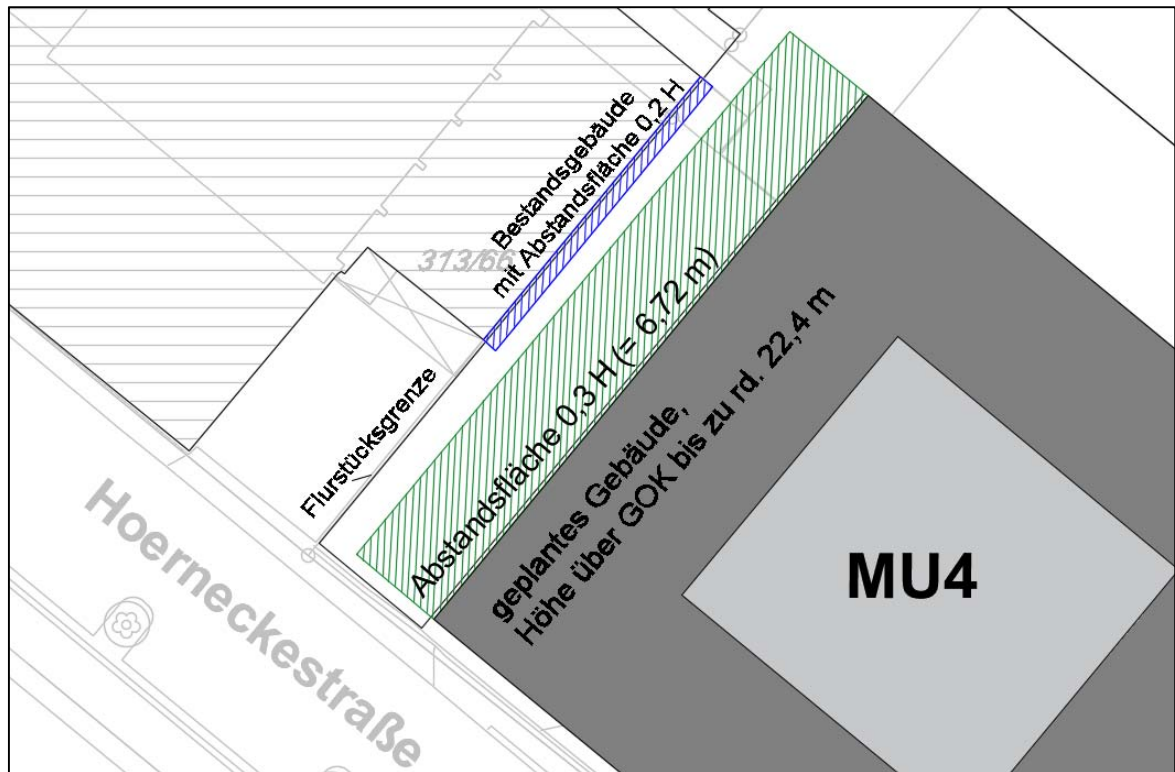 Bestandsgebäude
mit Abstandsfläche 0,2 H
313/66
Flurstücksgrenze
Abstandsfläche 0,3 H (= 6,72 m)
geplantes Gebäude,
Höhe über GOK bis zu rd. 22,4 m
MU4
Hoerneckestraße